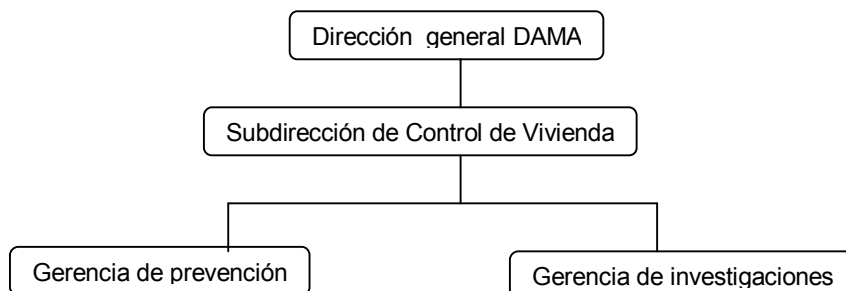 Dirección general DAMA
Subdirección de Control de Vivienda
Gerencia de prevención
Gerencia de investigaciones